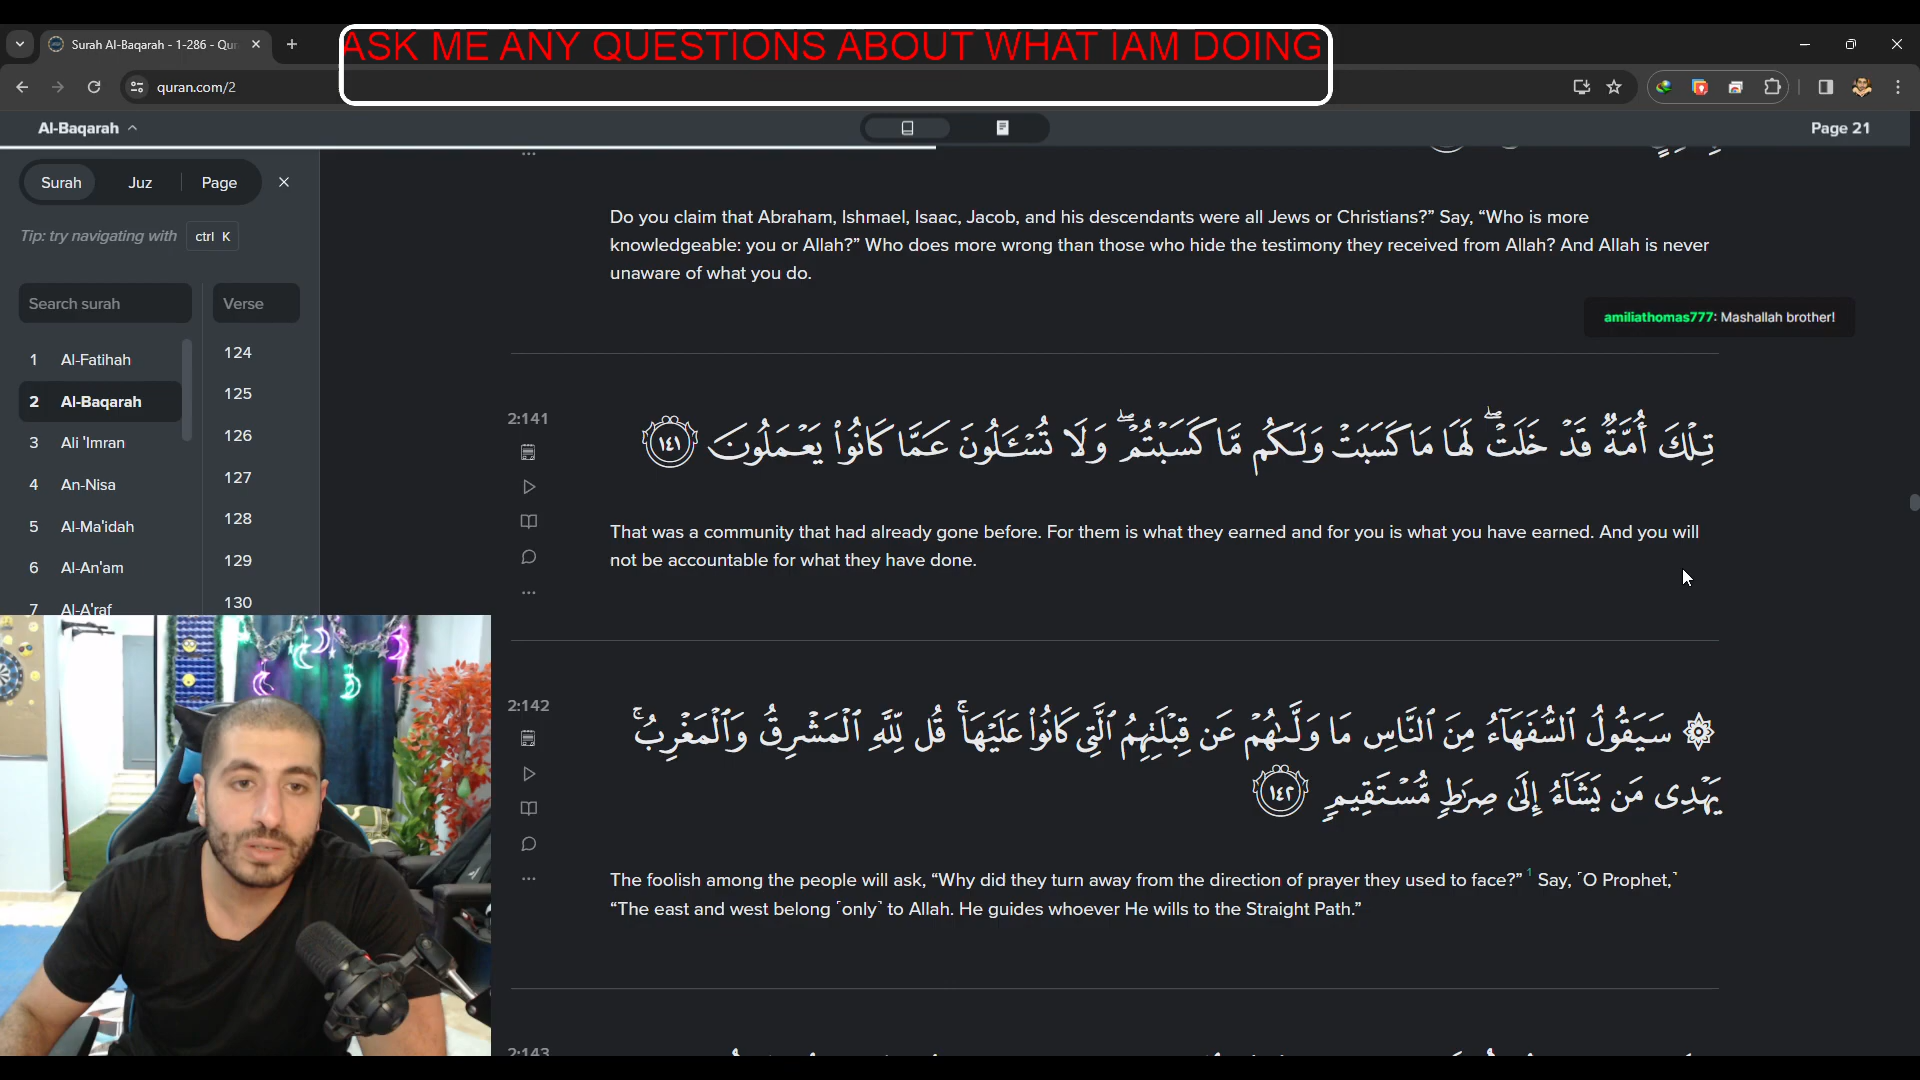 Surah Al-Baqarah - 1-286 - Qur
ASK ME ANY QUESTIONS ABOUT WHAT IAM DOING
quran.com/2
Al-Baqarah
Page 21
Surah
Juz
Page
Tip: try navigating with ctrl K
Search surah
Verse
1 Al-Fatihah
2 Al-Baqarah
3 Ali 'Imran
4 An-Nisa
5 Al-Ma'idah
6 Al-An'am
7 Al-A'raf
124
125
126
127
128
129
130
Do you claim that Abraham, Ishmael, Isaac, Jacob, and his descendants were all Jews or Christians?” Say, “Who is more
knowledgeable: you or Allah?” Who does more wrong than those who hide the testimony they received from Allah? And Allah is never
unaware of what you do.
amiliathomas777: Mashallah brother!
2:141
تِلۡكَ أُمَّةٞ قَدۡ خَلَتۡۖ لَهَا مَا كَسَبَتۡ وَلَكُم مَّا كَسَبۡتُمۡۖ وَلَا تُسۡـَٔلُونَ عَمَّا كَانُواْ يَعۡمَلُونَ ١٤١
That was a community that had already gone before. For them is what they earned and for you is what you have earned. And you will
not be accountable for what they have done.
2:142
۞ سَيَقُولُ ٱلسُّفَهَآءُ مِنَ ٱلنَّاسِ مَا وَلَّىٰهُمۡ عَن قِبۡلَتِهِمُ ٱلَّتِي كَانُواْ عَلَيۡهَاۚ قُل لِّلَّهِ ٱلۡمَشۡرِقُ وَٱلۡمَغۡرِبُۚ
يَهۡدِي مَن يَشَآءُ إِلَىٰ صِرَٰطٖ مُّسۡتَقِيمٖ ١٤٢
The foolish among the people will ask, “Why did they turn away from the direction of prayer they used to face?” 1 Say, ˹O Prophet,˺
“The east and west belong ˹only˺ to Allah. He guides whoever He wills to the Straight Path.”
2:143